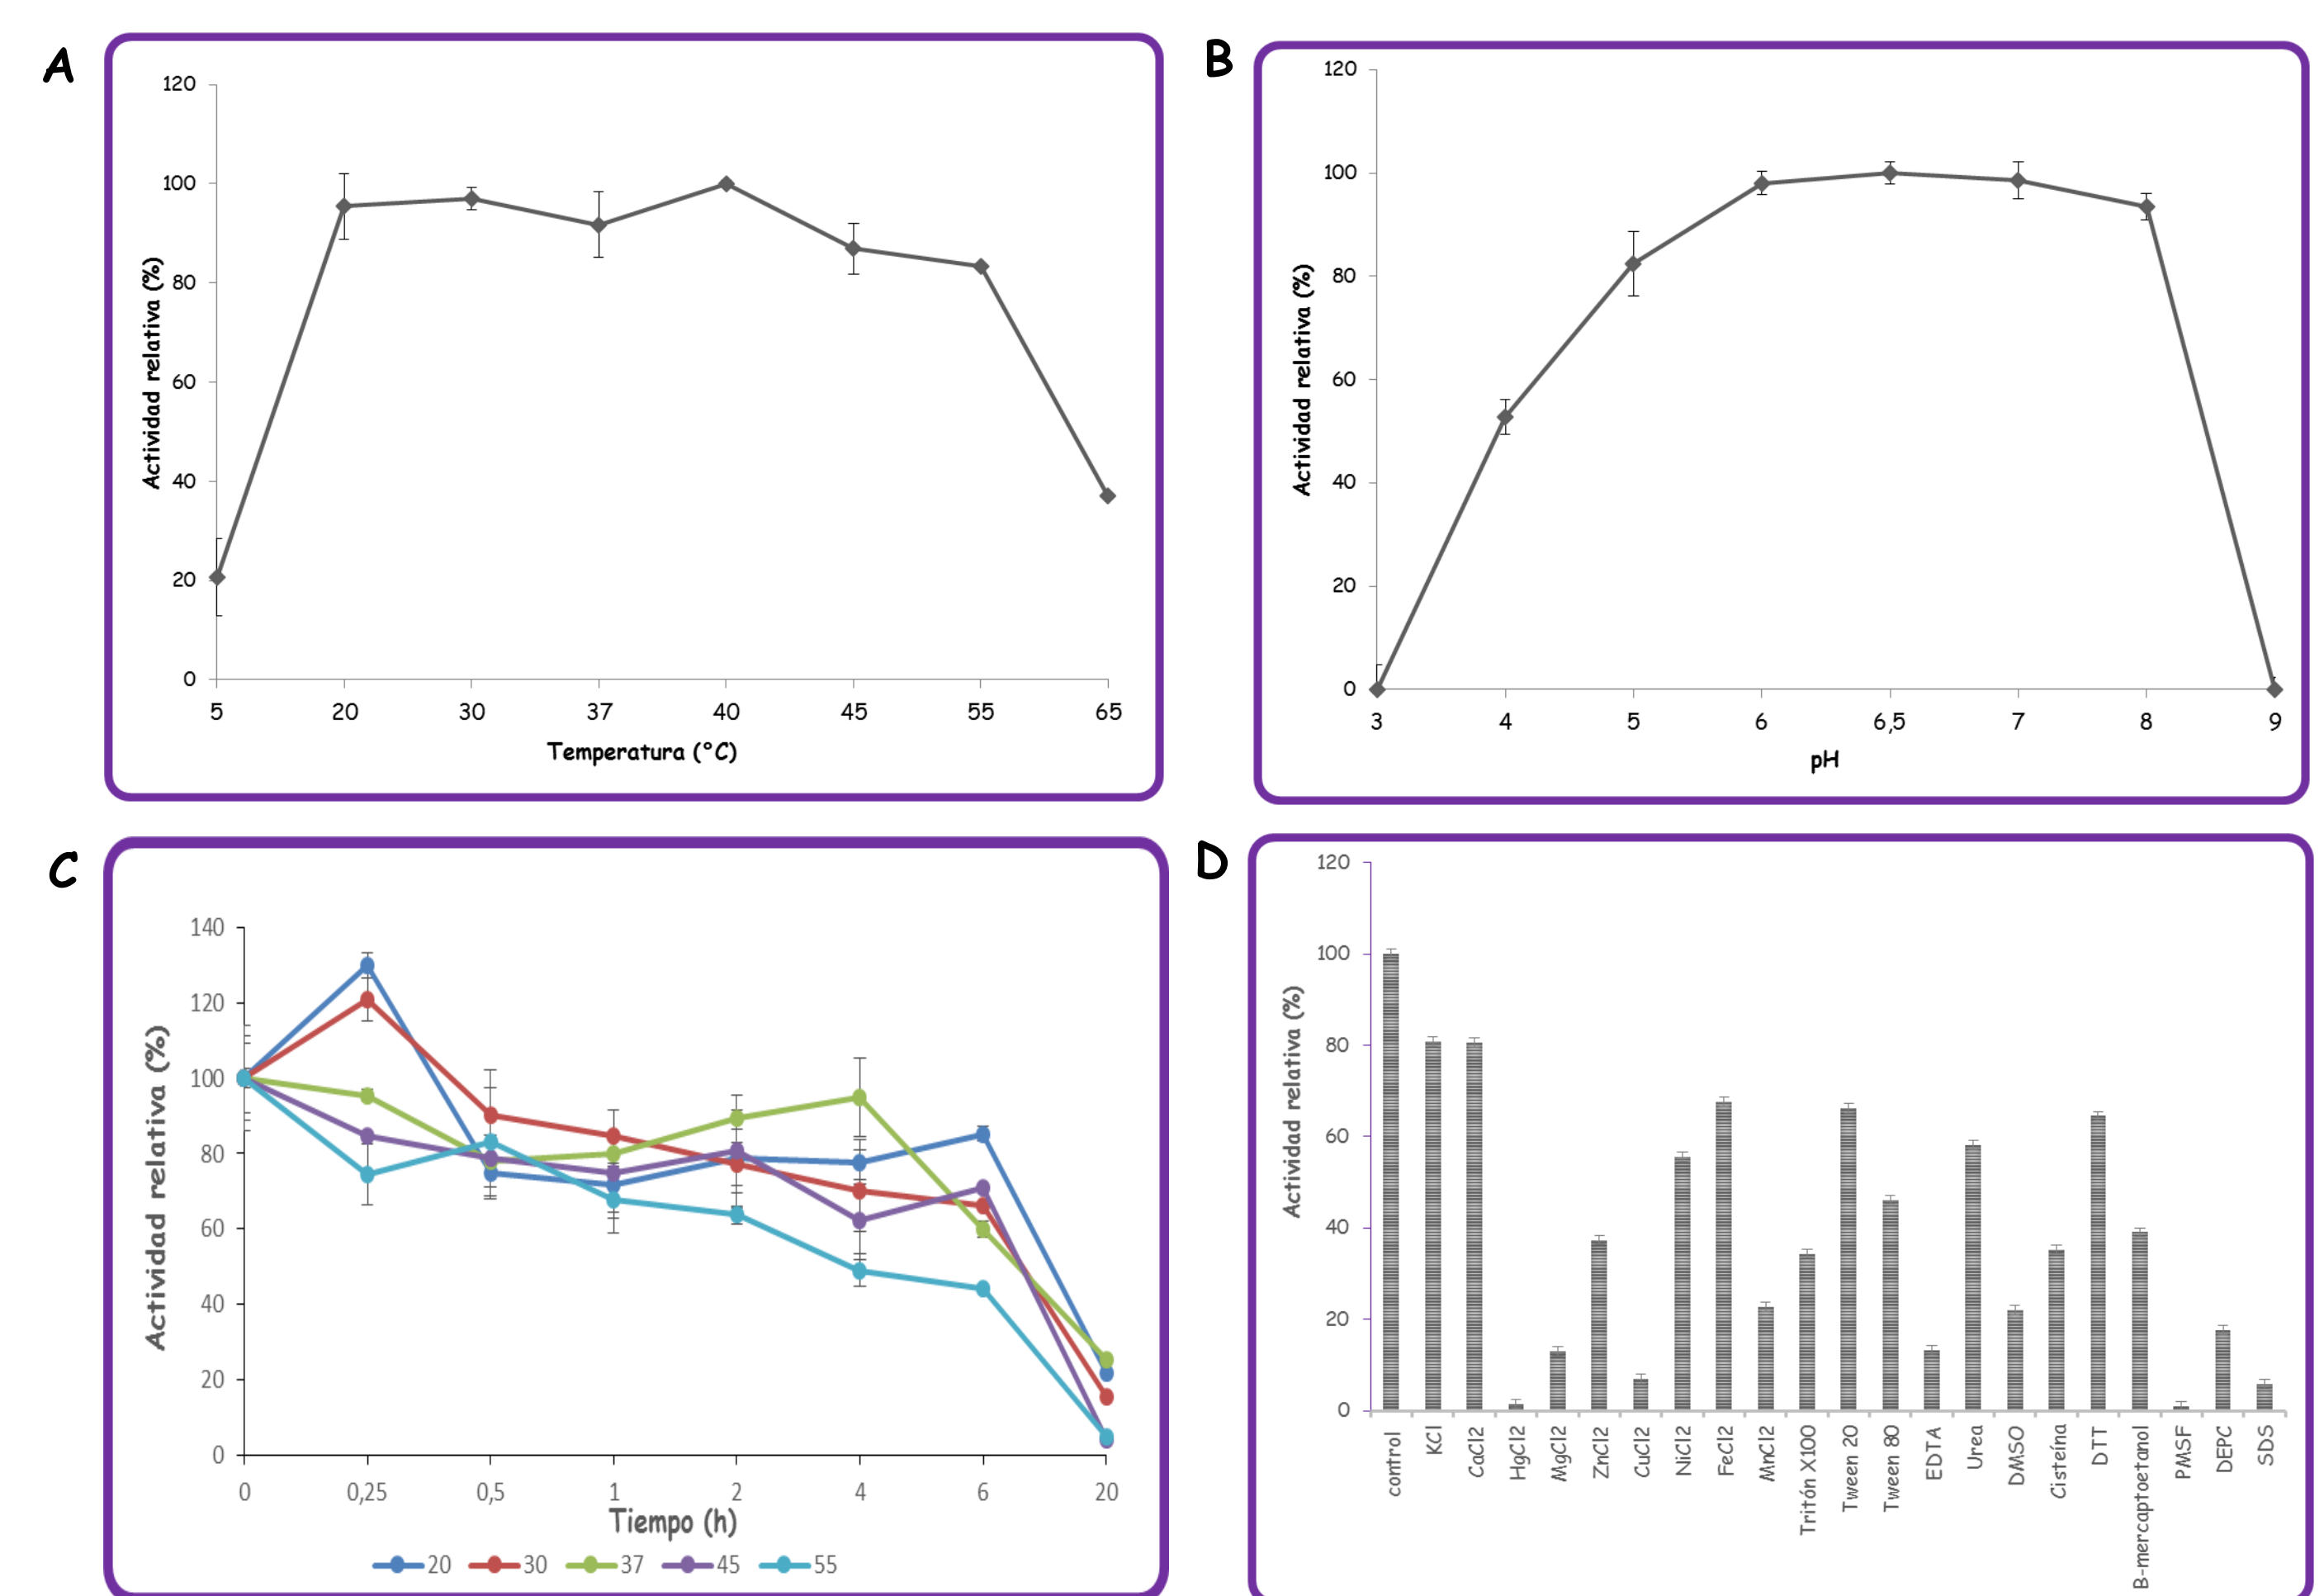 A
120
100
80
60
40
20
0
Actividad relativa (%)
5 20 30 37 40 45 55 65
Temperatura (°C)
B
120
100
80
60
40
20
0
Actividad relativa (%)
3 4 5 6 6,5 7 8 9
pH
C
140
120
100
80
60
40
20
0
Actividad relativa (%)
0 0,25 0,5 1 2 4 6 20
Tiempo (h)
20 30 37 45 55
D
120
100
80
60
40
20
0
Actividad relativa (%)
control
KCl
CaCl2
HgCl2
MgCl2
ZnCl2
CuCl2
NiCl2
FeCl2
MnCl2
Tritón X100
Tween 20
Tween 80
EDTA
Urea
DMSO
Cisteína
DTT
B-mercaptoetanol
PMSF
DEPC
SDS